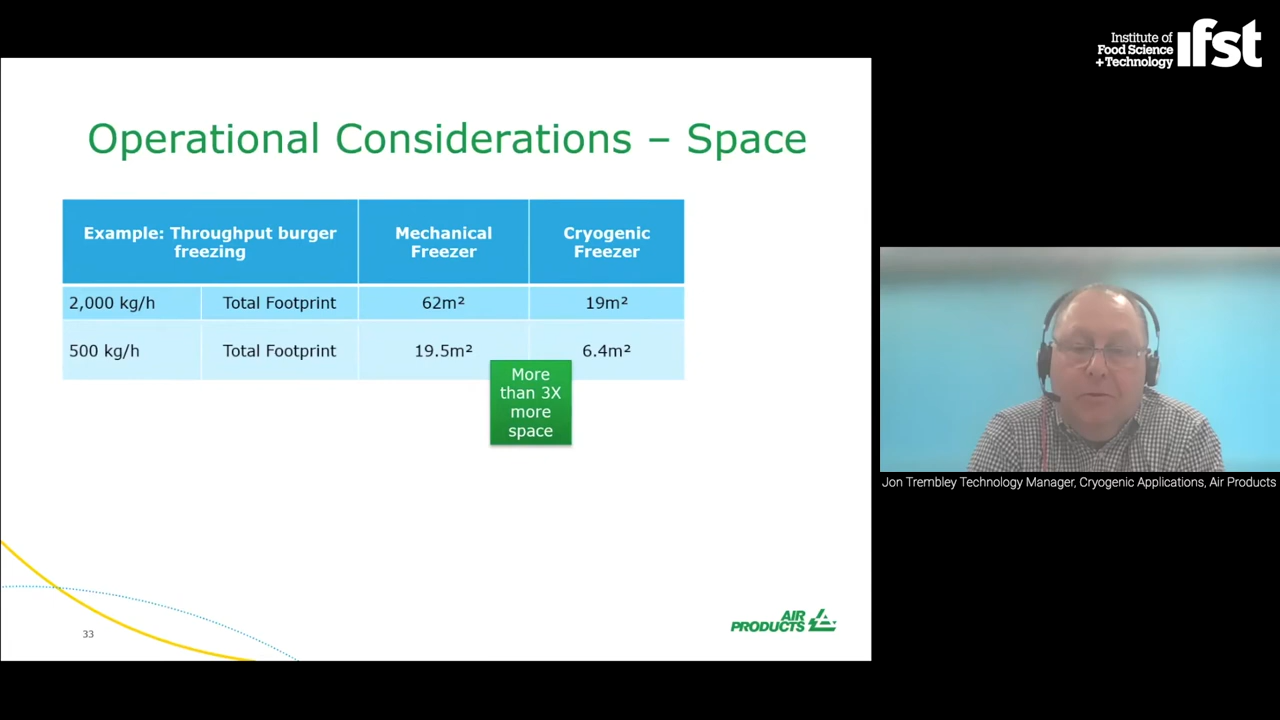 Institute of
Food Science
+Technology
ifst
Operational Considerations – Space
Example: Throughput burger
freezing
Mechanical
Freezer
Cryogenic
Freezer
2,000 kg/h
Total Footprint
62m²
19m²
500 kg/h
Total Footprint
19.5m²
6.4m²
More
than 3X
more
space
Jon Trembley Technology Manager, Cryogenic Applications, Air Products
33
AIR
PRODUCTS